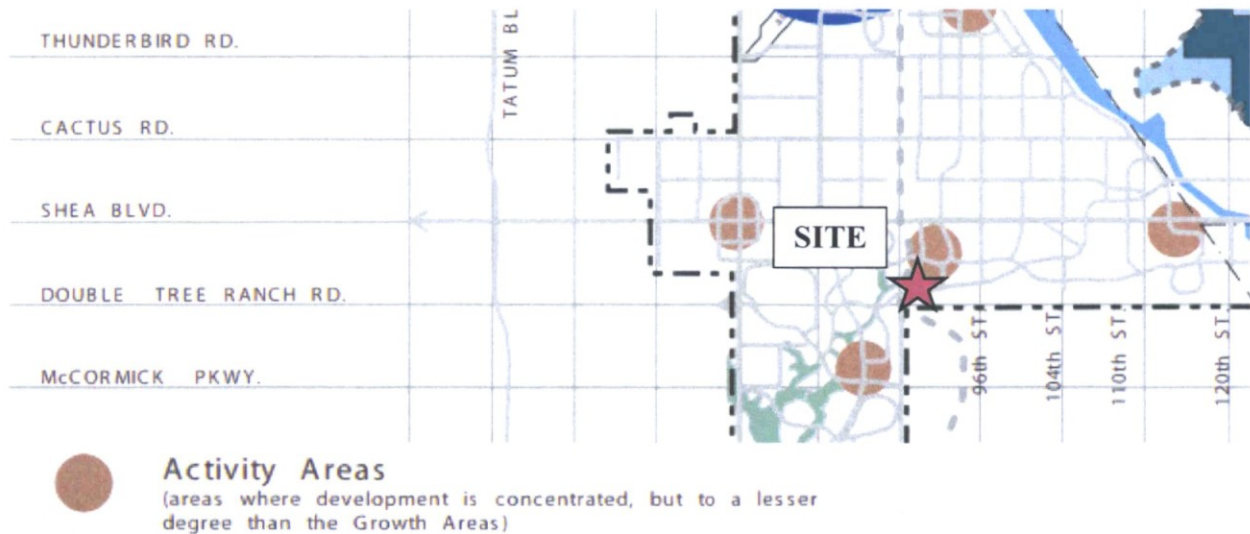 THUNDERBIRD RD.
TATUM BL
CACTUS RD.
SHEA BLVD.
SITE
DOUBLE TREE RANCH RD.
96th ST.
104th ST.
110th ST.
120th ST.
McCORMICK PKWY.
Activity Areas
(areas where development is concentrated, but to a lesser
degree than the Growth Areas)